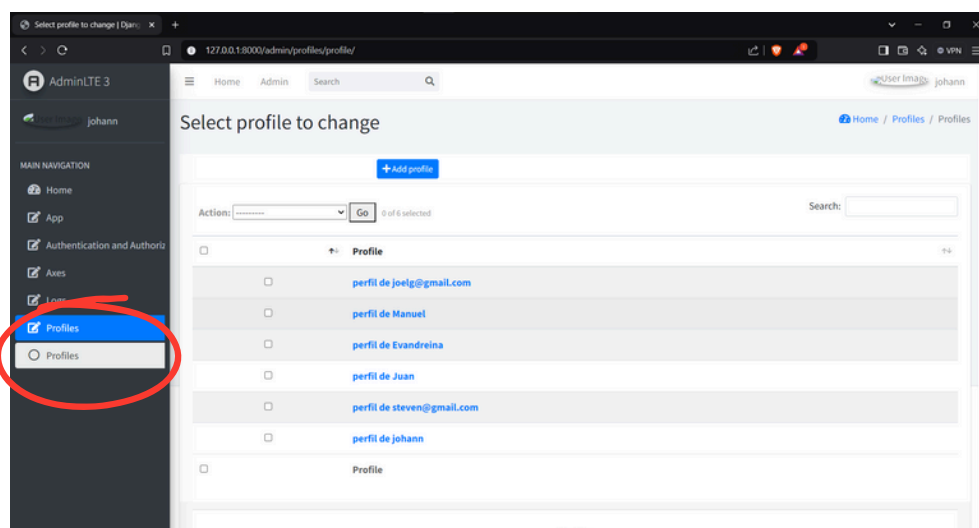 Select profile to change | Djang
127.0.0.1:8000/admin/profiles/profile/
VPN
AdminLTE 3
Home Admin Search
User Image johann
johann
Select profile to change
Home / Profiles / Profiles
MAIN NAVIGATION
Home
App
Authentication and Authoriz
Axes
Logs
Profiles
Profiles
+ Add profile
Action: --------- Go 0 of 6 selected
Search:
Profile
perfil de joelg@gmail.com
perfil de Manuel
perfil de Evandreina
perfil de Juan
perfil de steven@gmail.com
perfil de johann
Profile